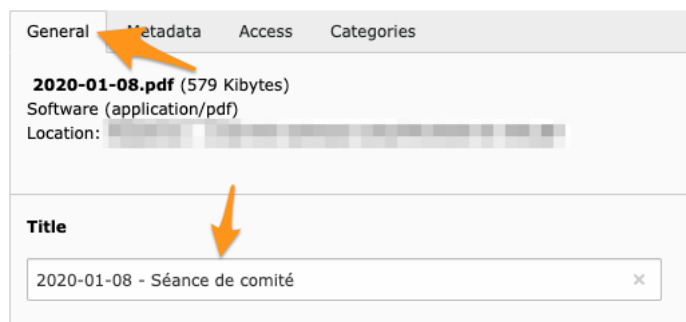 General Metadata Access Categories
2020-01-08.pdf (579 Kibytes)
Software (application/pdf)
Location:
Title
2020-01-08 - Séance de comité ×